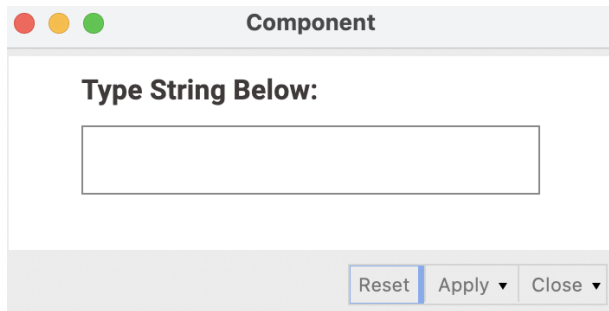 Component
Type String Below:
Reset Apply ▾ Close ▾